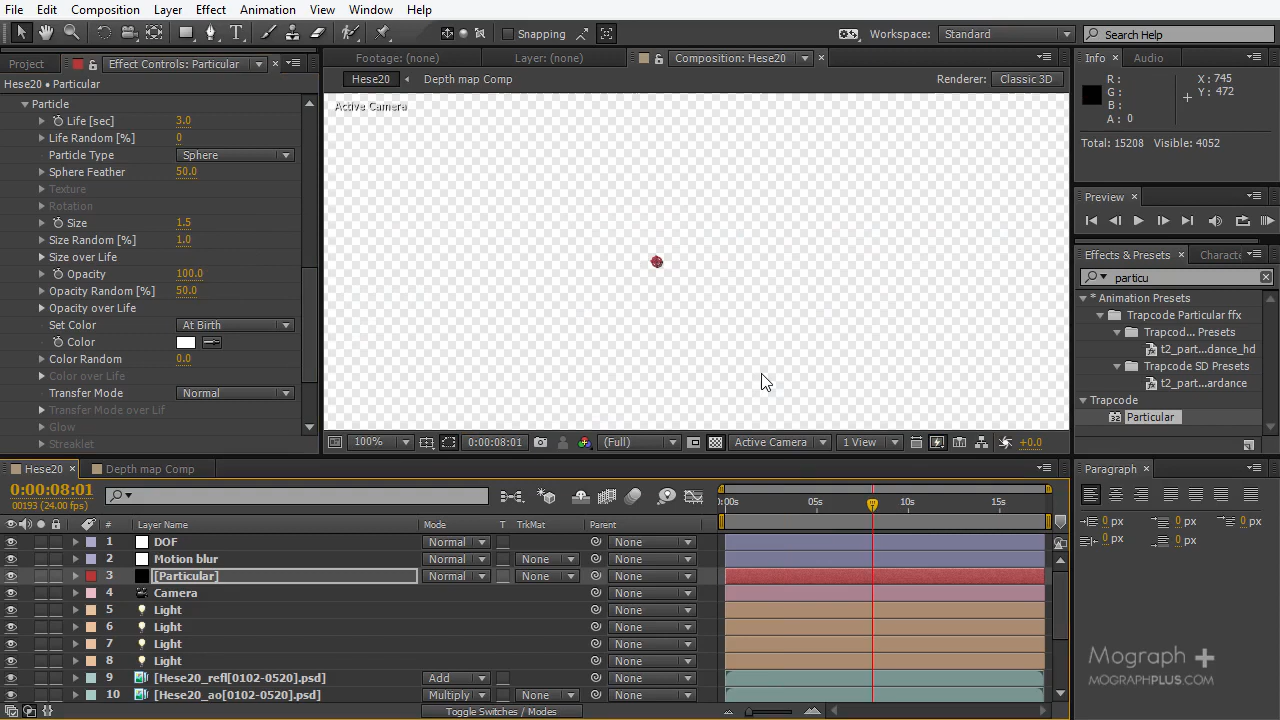 File Edit Composition Layer Effect Animation View Window Help
Snapping Workspace: Standard Search Help
Project Effect Controls: Particular Footage: (none) Layer: (none) Composition: Hese20 Info Audio
Hese20 • Particular Hese20 Depth map Comp Renderer: Classic 3D
R: X: 745
G: Y: 472
B:
A: 0
Total: 15208 Visible: 4052
Active Camera
Particle
Life [sec] 3.0
Life Random [%] 0
Particle Type Sphere
Sphere Feather 50.0
Texture
Rotation
Size 1.5
Size Random [%] 1.0
Size over Life
Opacity 100.0
Opacity Random [%] 50.0
Opacity over Life
Set Color At Birth
Color
Color Random 0.0
Color over Life
Transfer Mode Normal
Transfer Mode over Lif
Glow
Streaklet
Preview
Effects & Presets Characte
particu
* Animation Presets
Trapcode Particular ffx
Trapcod... Presets
t2_part...dance_hd
Trapcode SD Presets
t2_part...ardance
Trapcode
32 Particular
100% 0:00:08:01 (Full) Active Camera 1 View +0.0
Hese20 Depth map Comp
0:00:08:01
00193 (24.00 fps)
:00s 05s 10s 15s
# Layer Name Mode T TrkMat Parent
1 DOF Normal None
2 Motion blur Normal None None
3 [Particular] Normal None None
4 Camera None
5 Light None
6 Light None
7 Light None
8 Light None
9 [Hese20_refl[0102-0520].psd] Add None
10 [Hese20_ao[0102-0520].psd] Multiply None None
Toggle Switches / Modes
Paragraph
0 px 0 px 0 px
0 px 0 px
Mograph +
MOGRAPHPLUS.COM